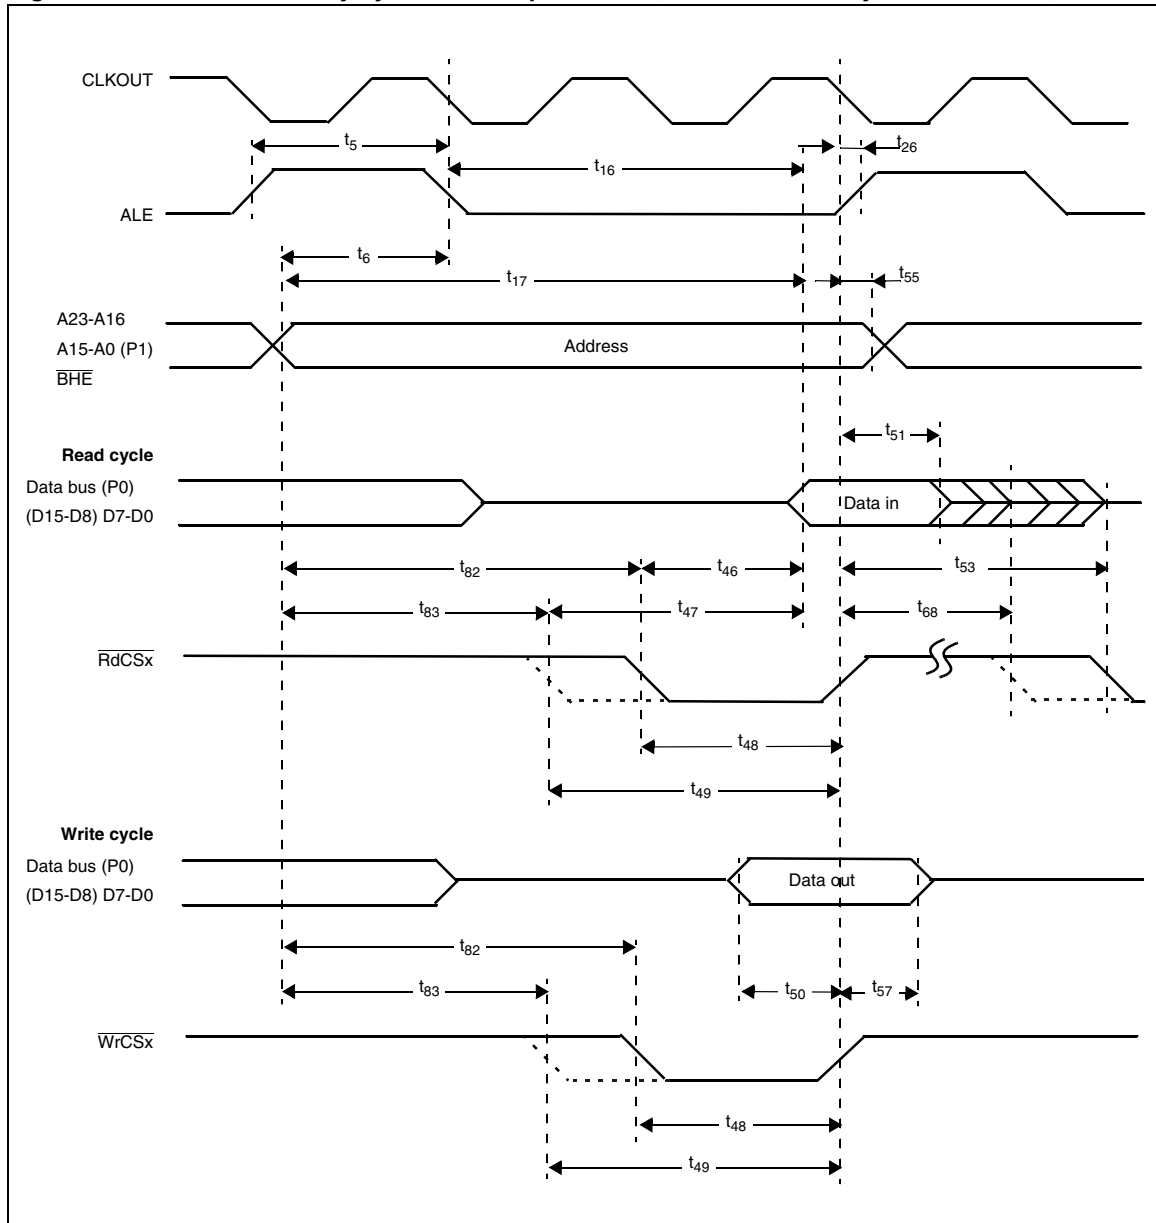 CLKOUT
t5
t26
t16
ALE
t6
t17
t55
A23-A16
A15-A0 (P1)
Address
BHE
t51
Read cycle
Data bus (P0)
Data in
(D15-D8) D7-D0
t82
t46
t53
t83
t47
t68
RdCSx
t48
t49
Write cycle
Data bus (P0)
Data out
(D15-D8) D7-D0
t82
t83
t50
t57
WrCSx
t48
t49